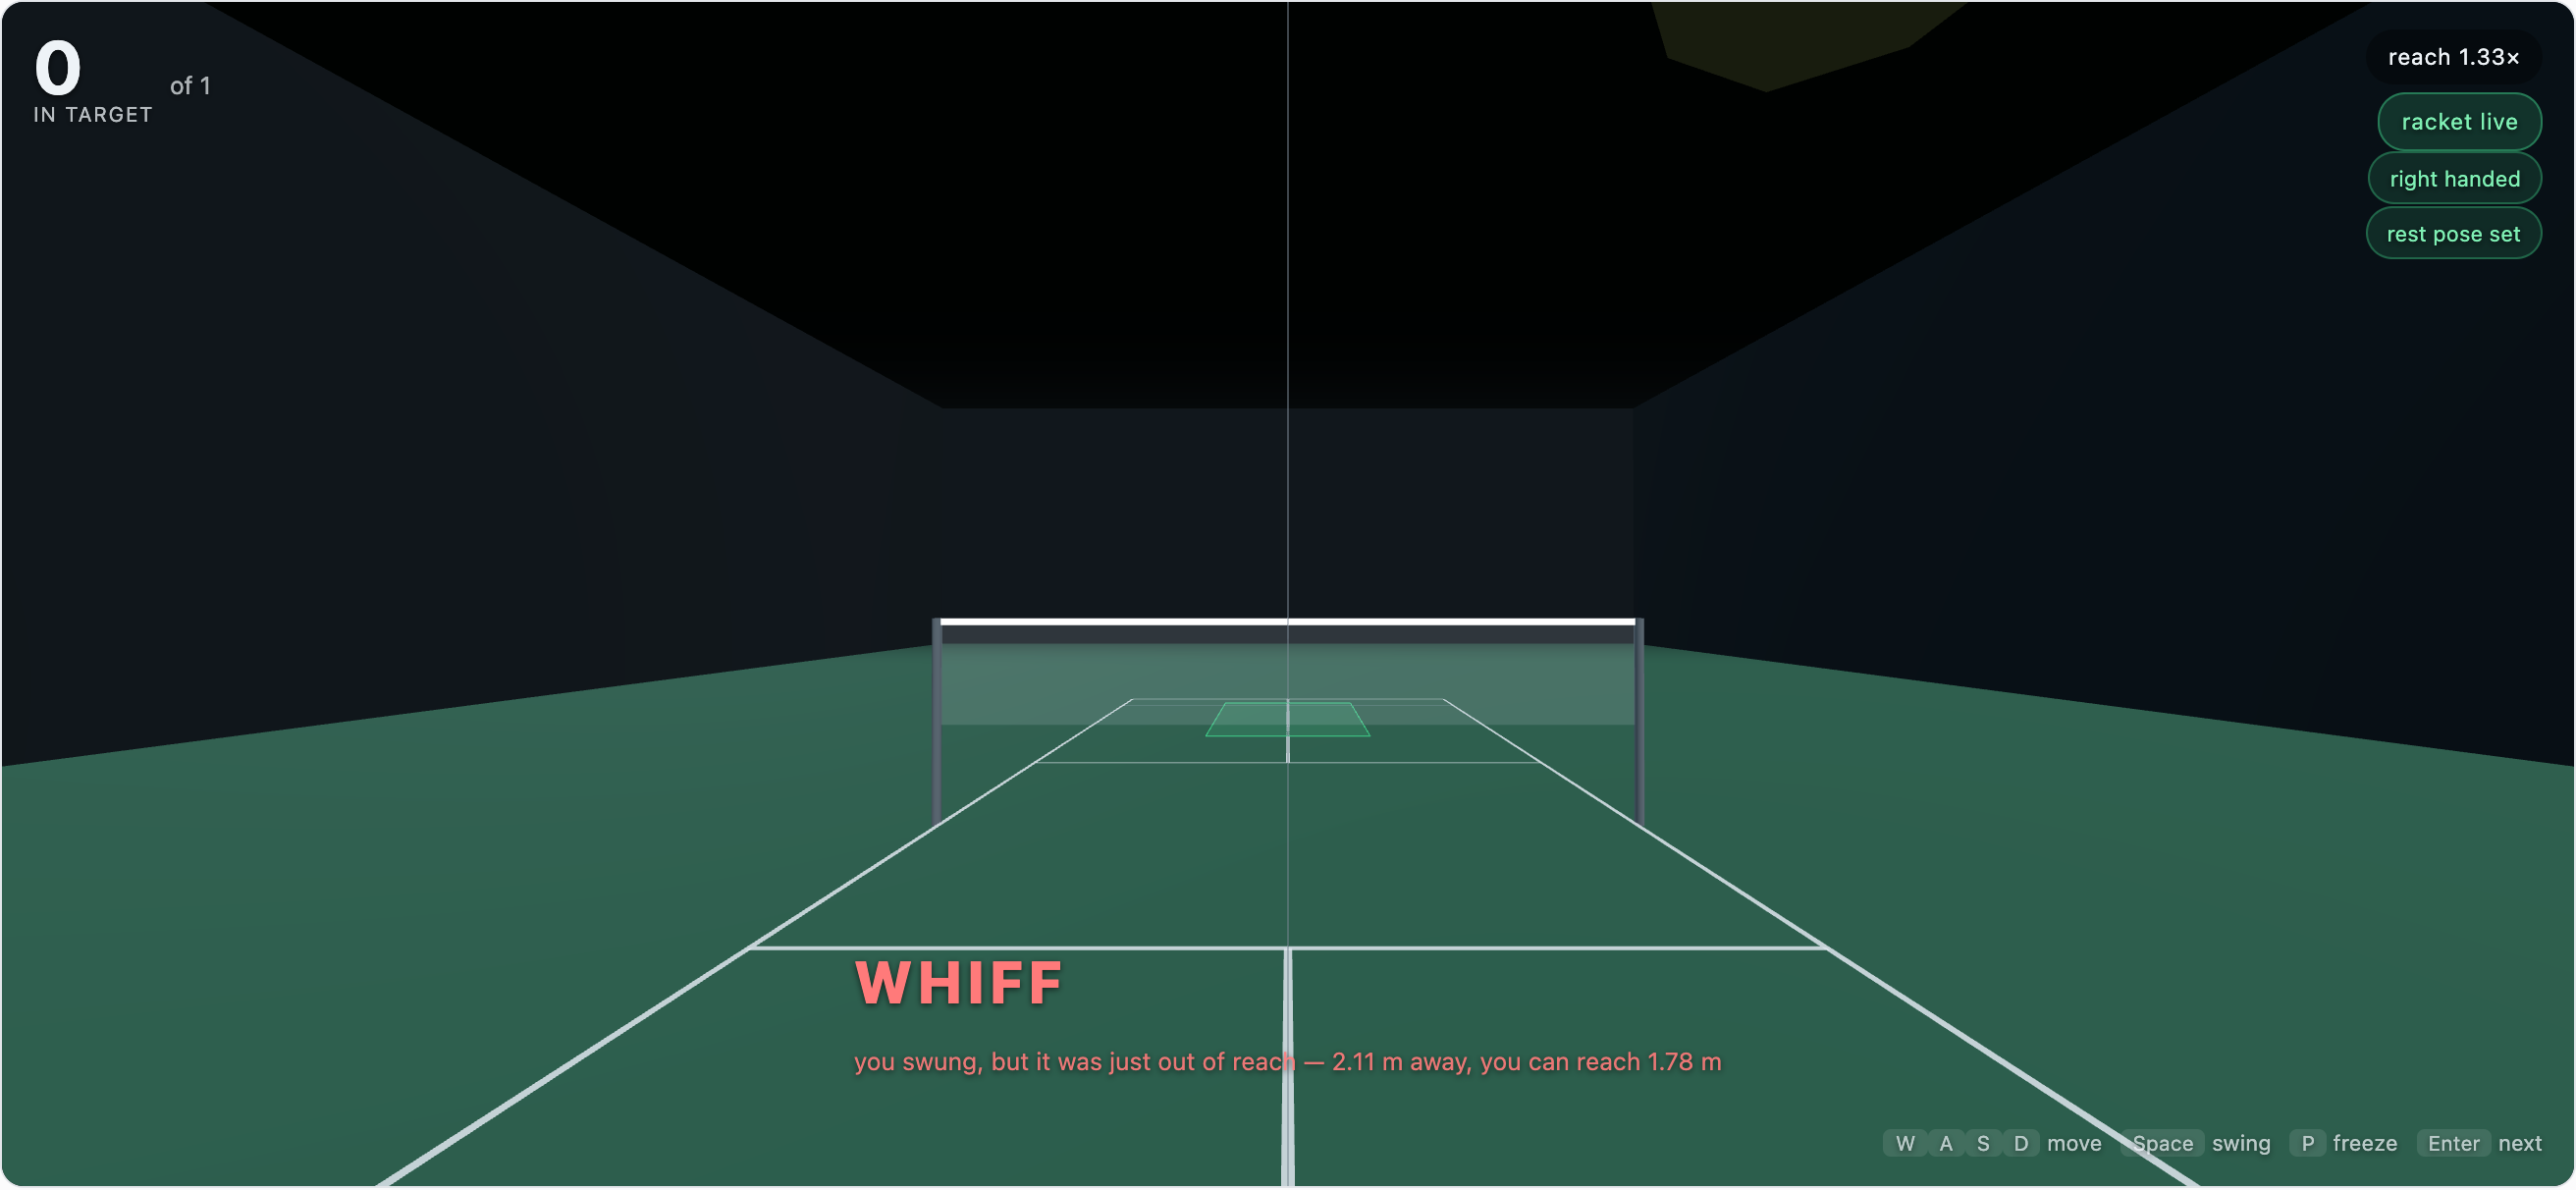 0
of 1
IN TARGET
reach 1.33×
racket live
right handed
rest pose set
WHIFF
you swung, but it was just out of reach — 2.11 m away, you can reach 1.78 m
W A S D move Space swing P freeze Enter next